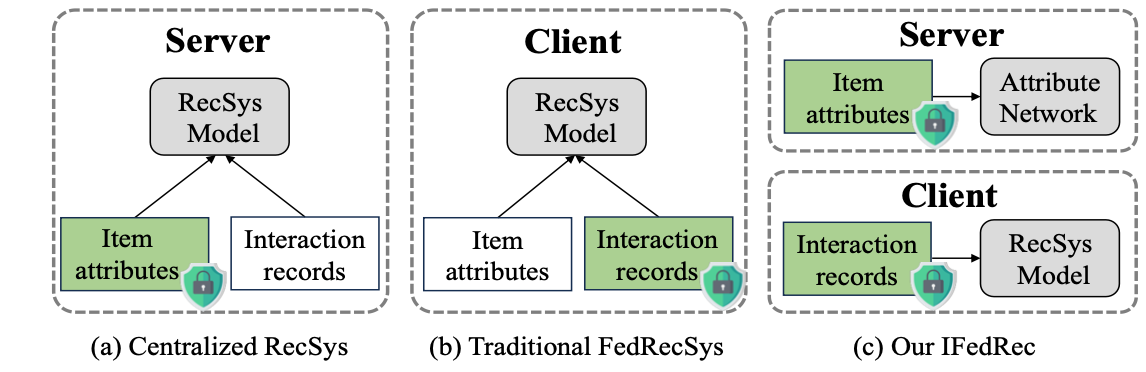 Server
RecSys
Model
Item
attributes
Interaction
records
(a) Centralized RecSys
Client
RecSys
Model
Item
attributes
Interaction
records
(b) Traditional FedRecSys
Server
Item
attributes
Attribute
Network
Client
Interaction
records
RecSys
Model
(c) Our IFedRec